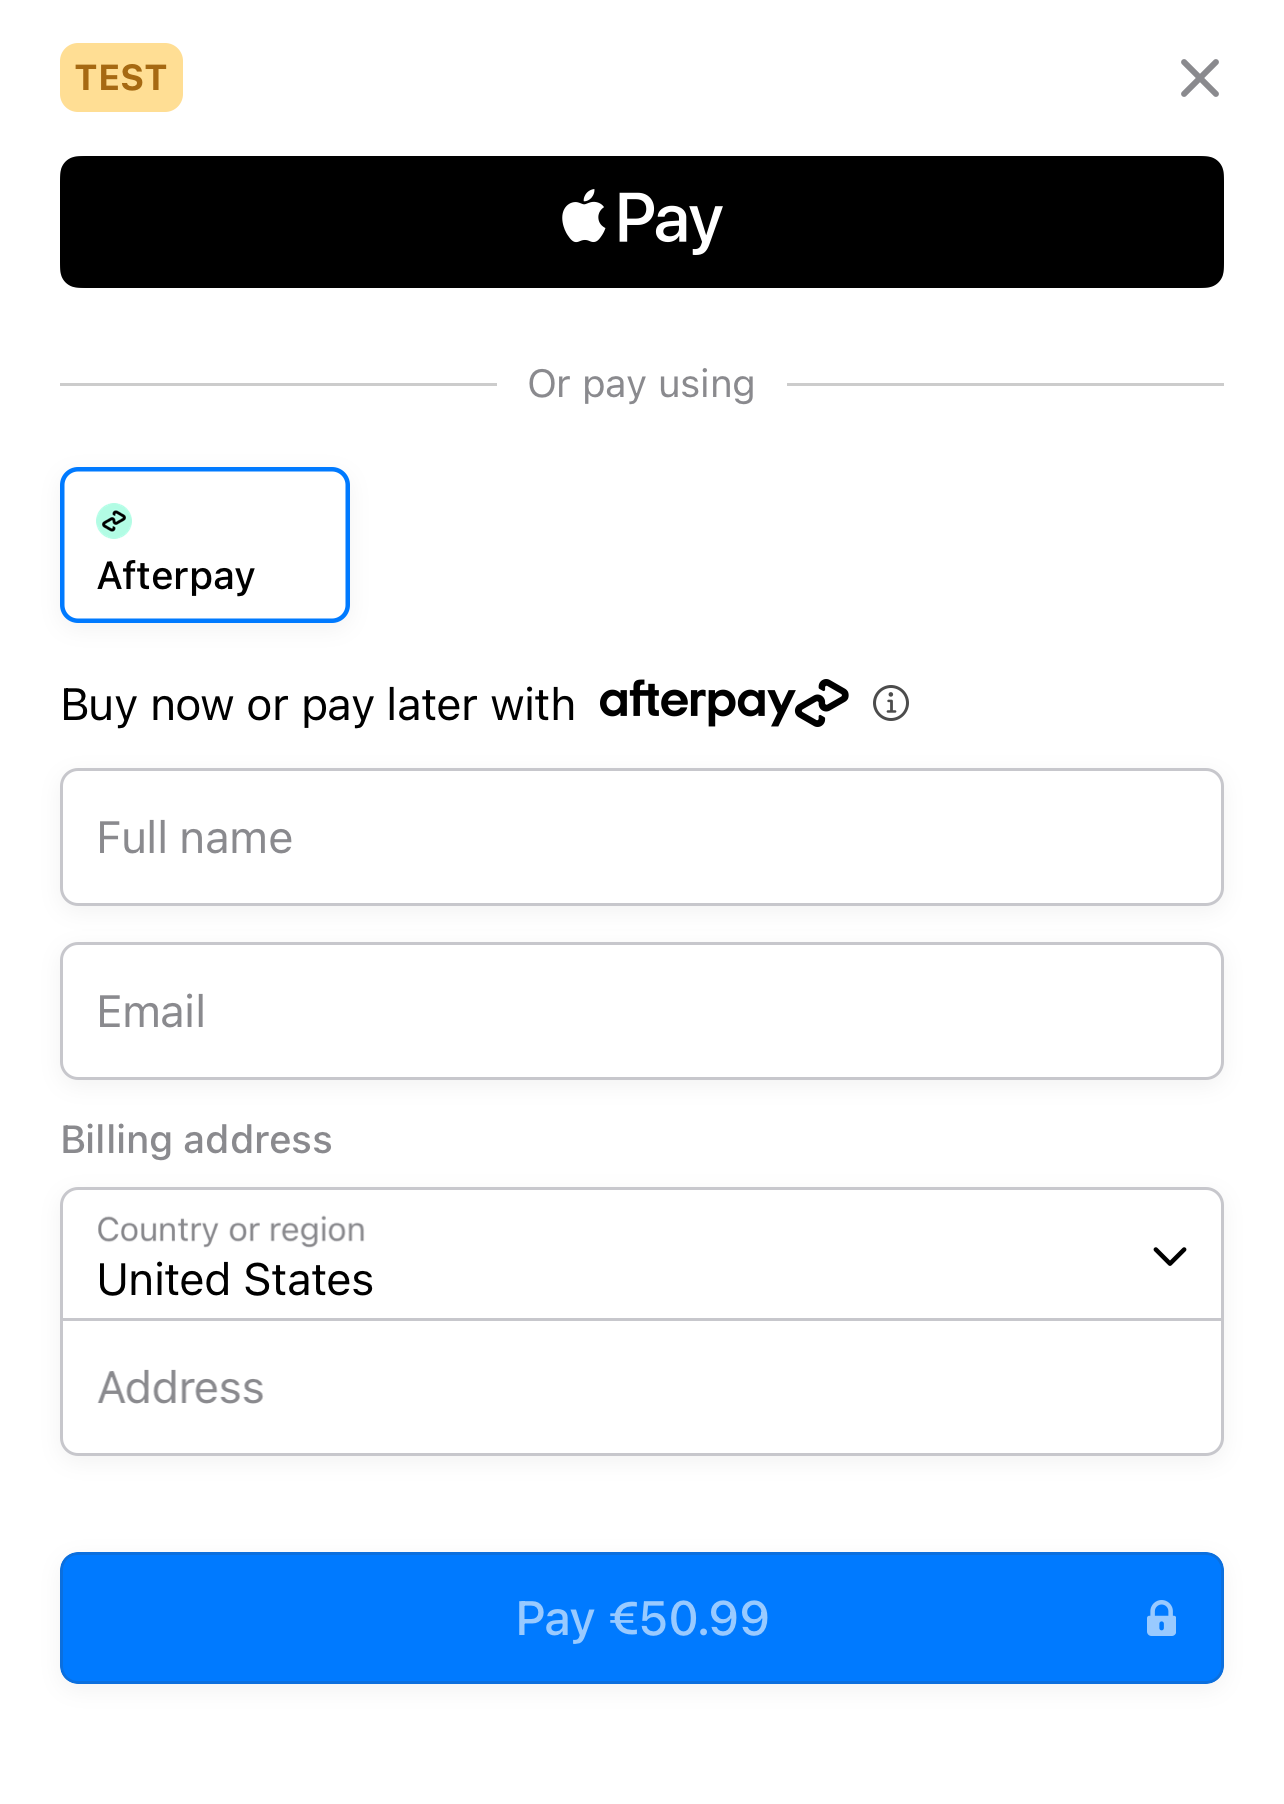 TEST
Pay
Or pay using
Afterpay
Buy now or pay later with afterpay
Full name
Email
Billing address
Country or region
United States
Address
Pay €50.99